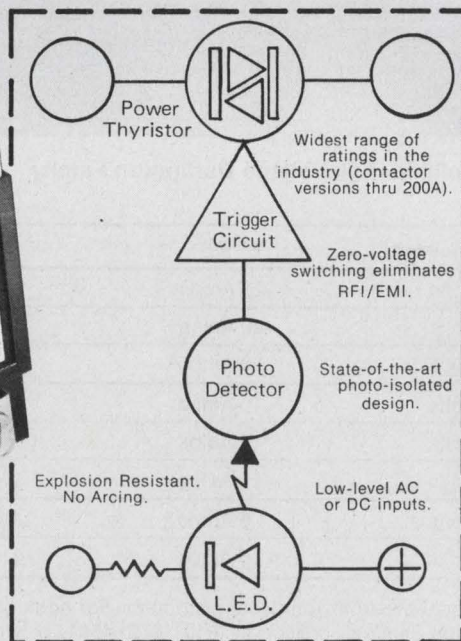 Power
Thyristor
Widest range of
ratings in the
industry (contactor
versions thru 200A).
Trigger
Circuit
Zero-voltage
switching eliminates
RFI/EMI.
Photo
Detector
State-of-the-art
photo-isolated
design.
Explosion Resistant.
No Arcing.
Low-level AC
or DC inputs.
L.E.D.